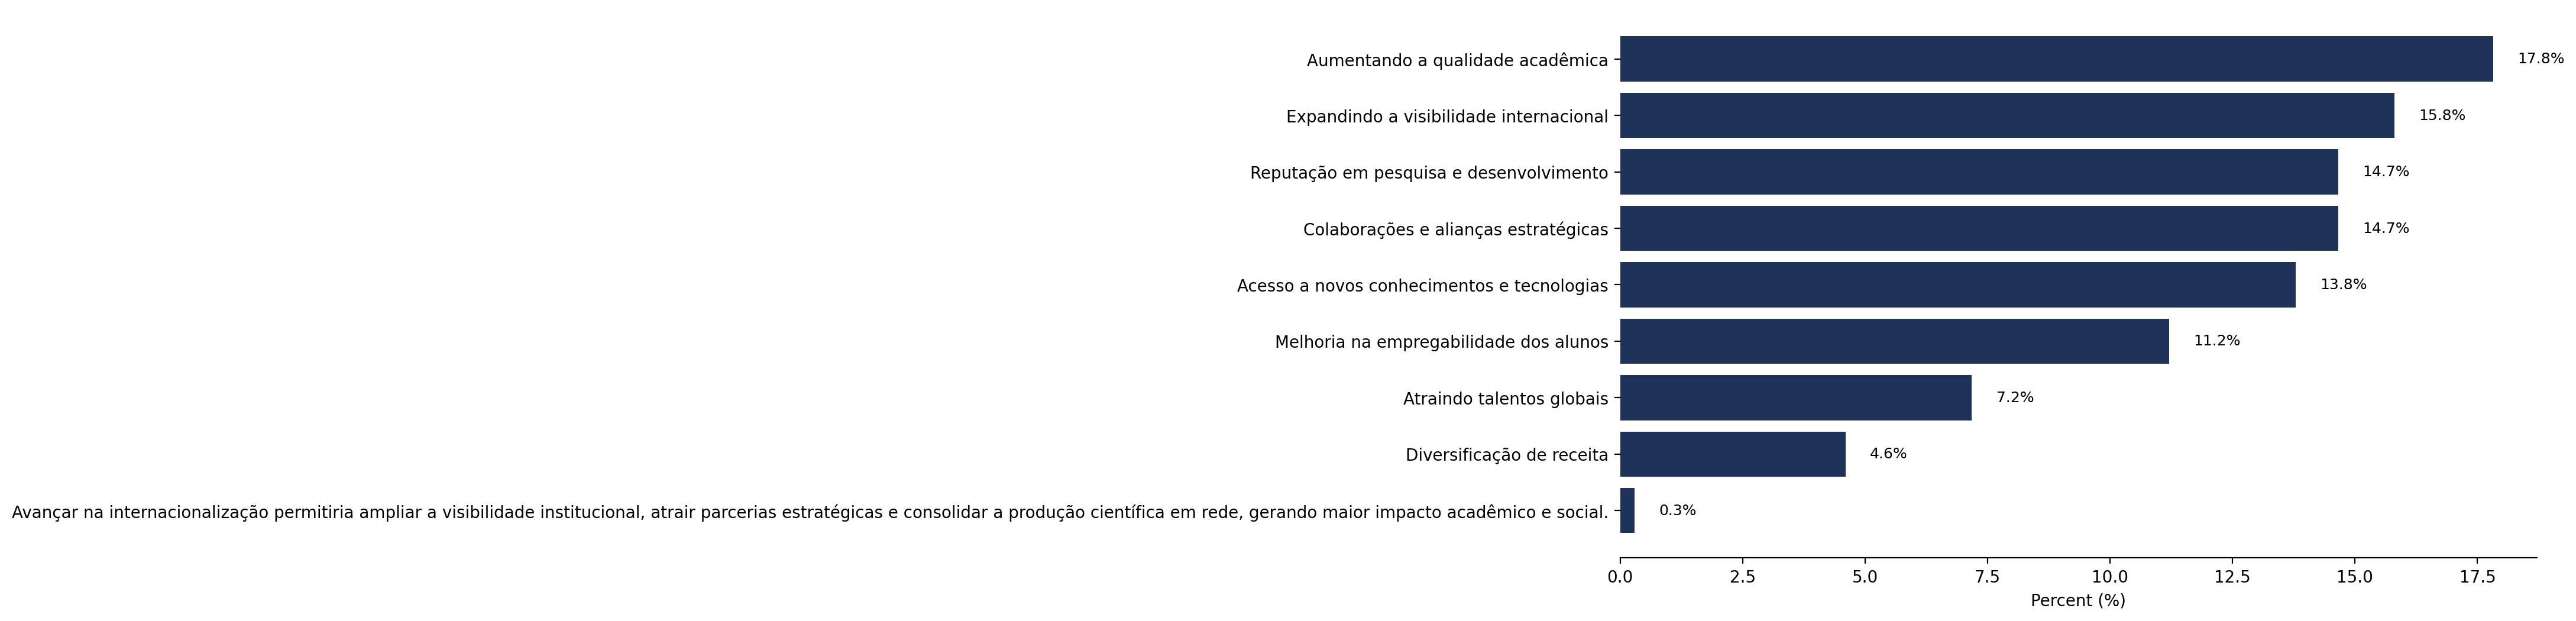 Aumentando a qualidade acadêmica 17.8%
Expandindo a visibilidade internacional 15.8%
Reputação em pesquisa e desenvolvimento 14.7%
Colaborações e alianças estratégicas 14.7%
Acesso a novos conhecimentos e tecnologias 13.8%
Melhoria na empregabilidade dos alunos 11.2%
Atraindo talentos globais 7.2%
Diversificação de receita 4.6%
Avançar na internacionalização permitiria ampliar a visibilidade institucional, atrair parcerias estratégicas e consolidar a produção científica em rede, gerando maior impacto acadêmico e social. 0.3%
0.0 2.5 5.0 7.5 10.0 12.5 15.0 17.5
Percent (%)